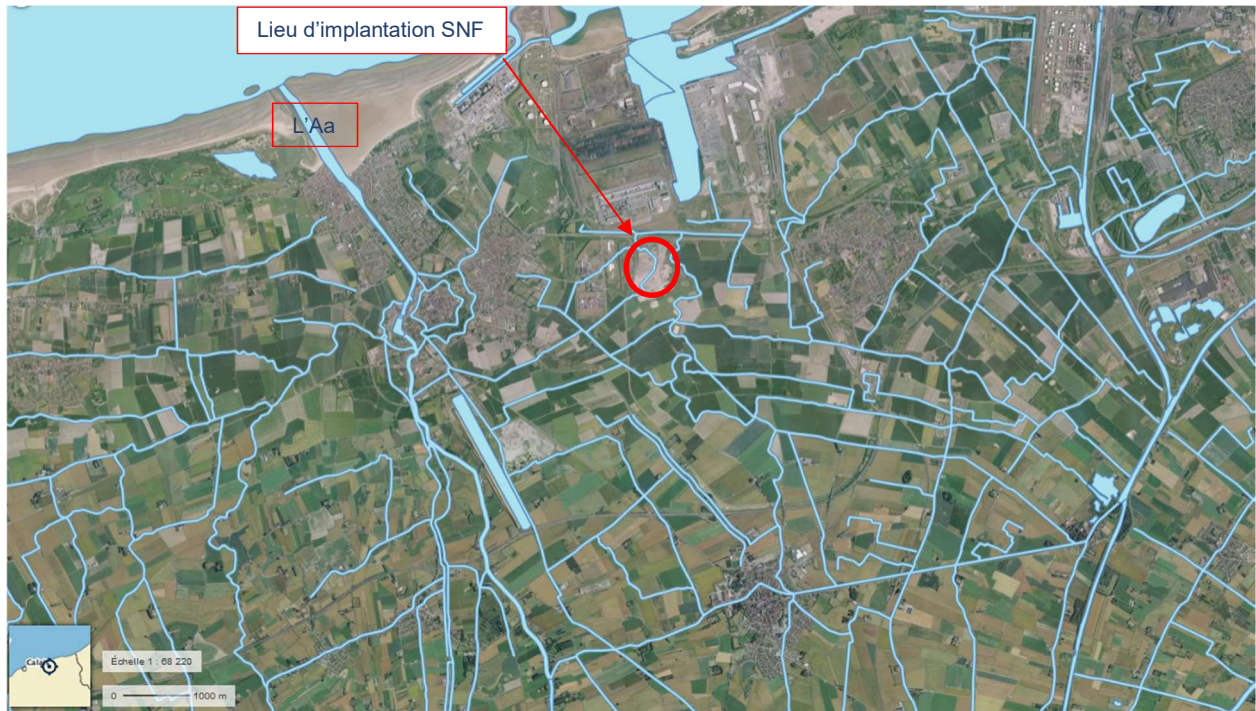 Lieu d’implantation SNF
L’Aa
Échelle 1 : 68 220
0 1000 m